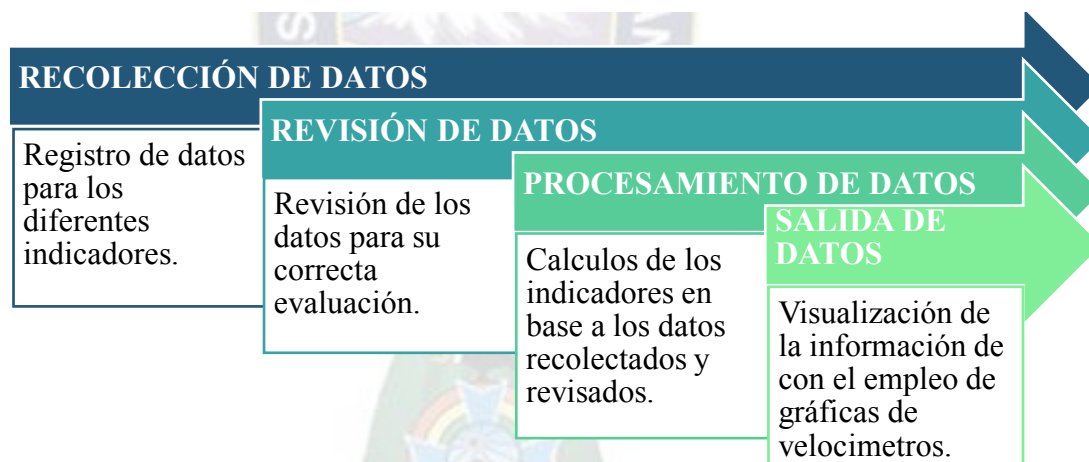 RECOLECCIÓN DE DATOS
Registro de datos
para los
diferentes
indicadores.
REVISIÓN DE DATOS
Revisión de los
datos para su
correcta
evaluación.
PROCESAMIENTO DE DATOS
Calculos de los
indicadores en
base a los datos
recolectados y
revisados.
SALIDA DE
DATOS
Visualización de
la información de
con el empleo de
gráficas de
velocimetros.